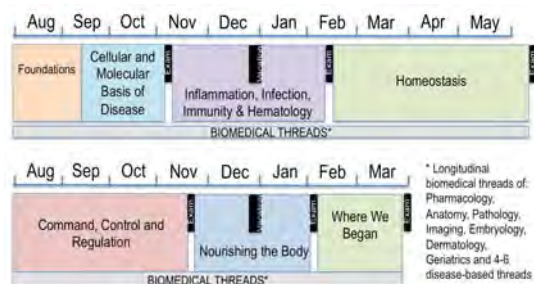 Aug Sep Oct Nov Dec Jan Feb Mar Apr May
Foundations
Cellular and
Molecular
Basis of
Disease
Exam
Inflammation, Infection,
Immunity & Hematology
Vacation
Exam
Homeostasis
Exam
BIOMEDICAL THREADS*
Aug Sep Oct Nov Dec Jan Feb Mar
Command, Control and
Regulation
Exam
Nourishing the Body
Vacation
Exam
Where We
Began
Exam
BIOMEDICAL THREADS*
* Longitudinal
biomedical threads of:
Pharmacology,
Anatomy, Pathology,
Imaging, Embryology,
Dermatology,
Geriatrics and 4-6
disease-based threads